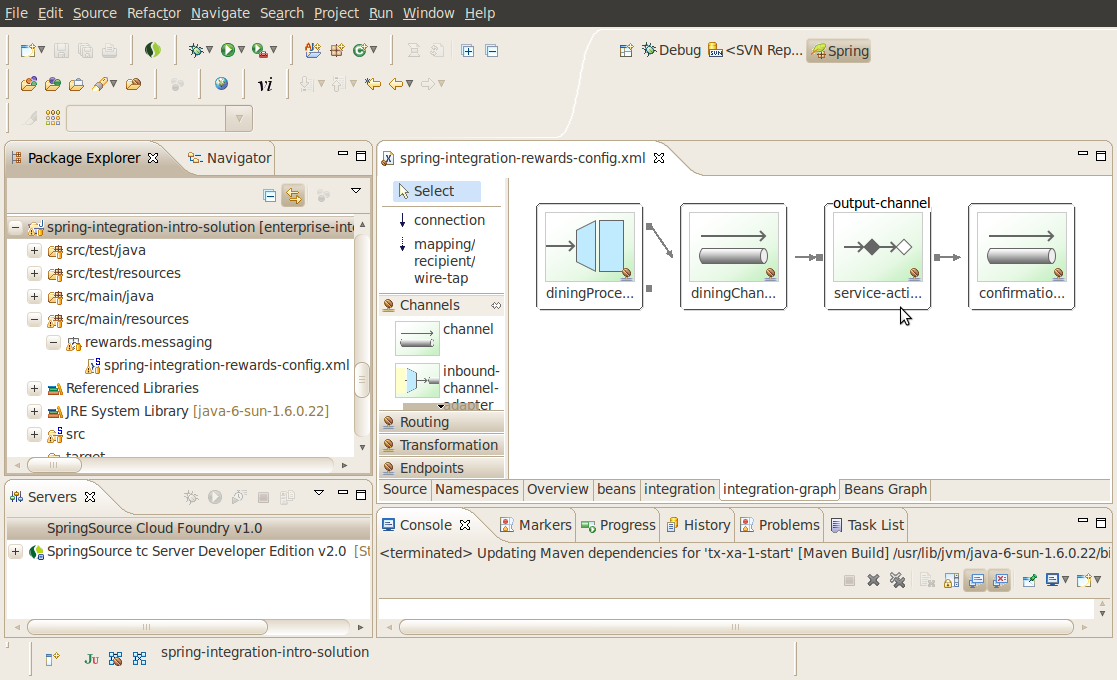 File Edit Source Refactor Navigate Search Project Run Window Help
Debug <SVN Rep... Spring
vi
Package Explorer Navigator
spring-integration-intro-solution [enterprise-inte
src/test/java
src/test/resources
src/main/java
src/main/resources
rewards.messaging
spring-integration-rewards-config.xml
Referenced Libraries
JRE System Library [java-6-sun-1.6.0.22]
src
target
spring-integration-rewards-config.xml
Select
connection
mapping/
recipient/
wire-tap
Channels
channel
inbound-
channel-
adapter
Routing
Transformation
Endpoints
output-channel
diningProce... diningChan... service-acti... confirmatio...
Source Namespaces Overview beans integration integration-graph Beans Graph
Servers
SpringSource Cloud Foundry v1.0
SpringSource tc Server Developer Edition v2.0 [St
Console Markers Progress History Problems Task List
<terminated> Updating Maven dependencies for 'tx-xa-1-start' [Maven Build] /usr/lib/jvm/java-6-sun-1.6.0.22/bi
Ju spring-integration-intro-solution